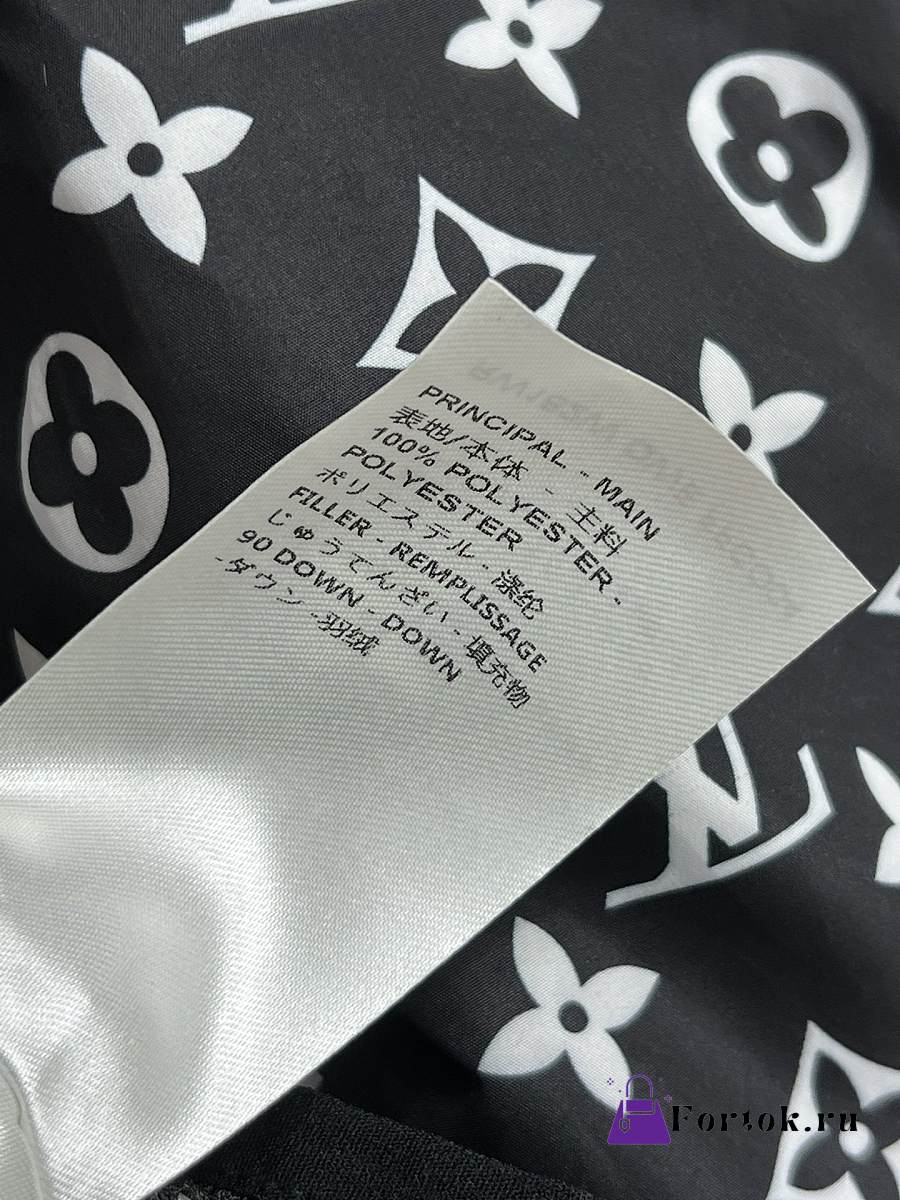 PRINCIPAL - MAIN
表地/本体 - 主料
100% POLYESTER -
POLYESTER
ポリエステル - 涤纶
FILLER - REMPLISSAGE
じゅうてんざい - 填充物
90 DOWN - DOWN
-ダウン -羽绒
Fortok.ru